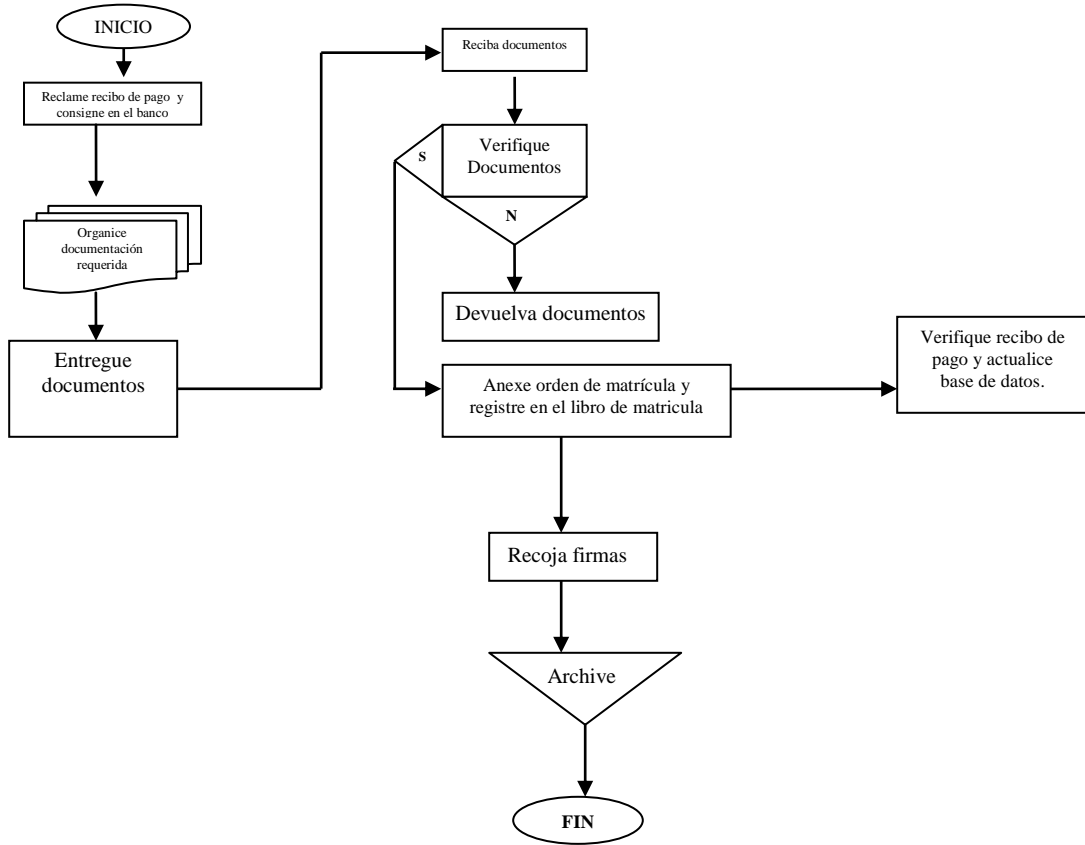 INICIO
Reclame recibo de pago y
consigne en el banco
Organice
documentación
requerida
Entregue
documentos
Reciba documentos
Verifique
Documentos
S
N
Devuelva documentos
Anexe orden de matrícula y
registre en el libro de matricula
Verifique recibo de
pago y actualice
base de datos.
Recoja firmas
Archive
FIN